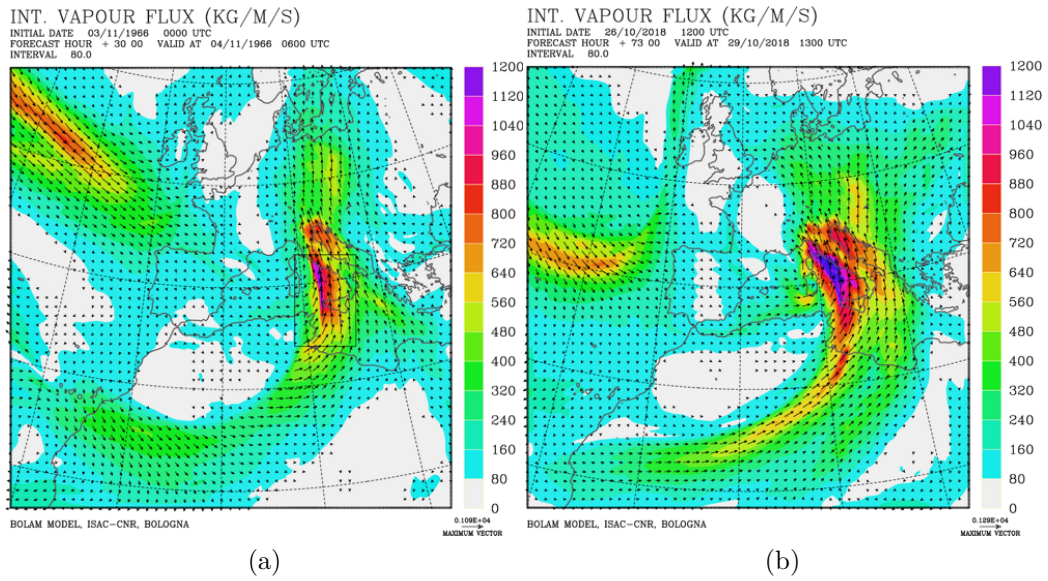 INT. VAPOUR FLUX (KG/M/S)
INITIAL DATE 03/11/1966 0000 UTC
FORECAST HOUR + 30 00 VALID AT 04/11/1966 0600 UTC
INTERVAL 80.0
1200
1120
1040
960
880
800
720
640
560
480
400
320
240
160
80
0
BOLAM MODEL, ISAC-CNR, BOLOGNA
0.109E+04
MAXIMUM VECTOR
(a)
INT. VAPOUR FLUX (KG/M/S)
INITIAL DATE 26/10/2018 1200 UTC
FORECAST HOUR + 73 00 VALID AT 29/10/2018 1300 UTC
INTERVAL 80.0
1200
1120
1040
960
880
800
720
640
560
480
400
320
240
160
80
0
BOLAM MODEL, ISAC-CNR, BOLOGNA
0.129E+04
MAXIMUM VECTOR
(b)